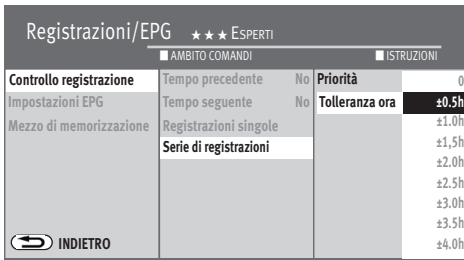 Registrazioni/EPG ★★★ ESPERTI
AMBITO COMANDI ISTRUZIONI
Controllo registrazione Tempo precedente No Priorità 0
Impostazioni EPG Tempo seguente No Tolleranza ora ±0.5h
±1.0h
Mezzo di memorizzazione Registrazioni singole ±1,5h
Serie di registrazioni ±2.0h
±2.5h
±3.0h
±3.5h
INDIETRO ±4.0h